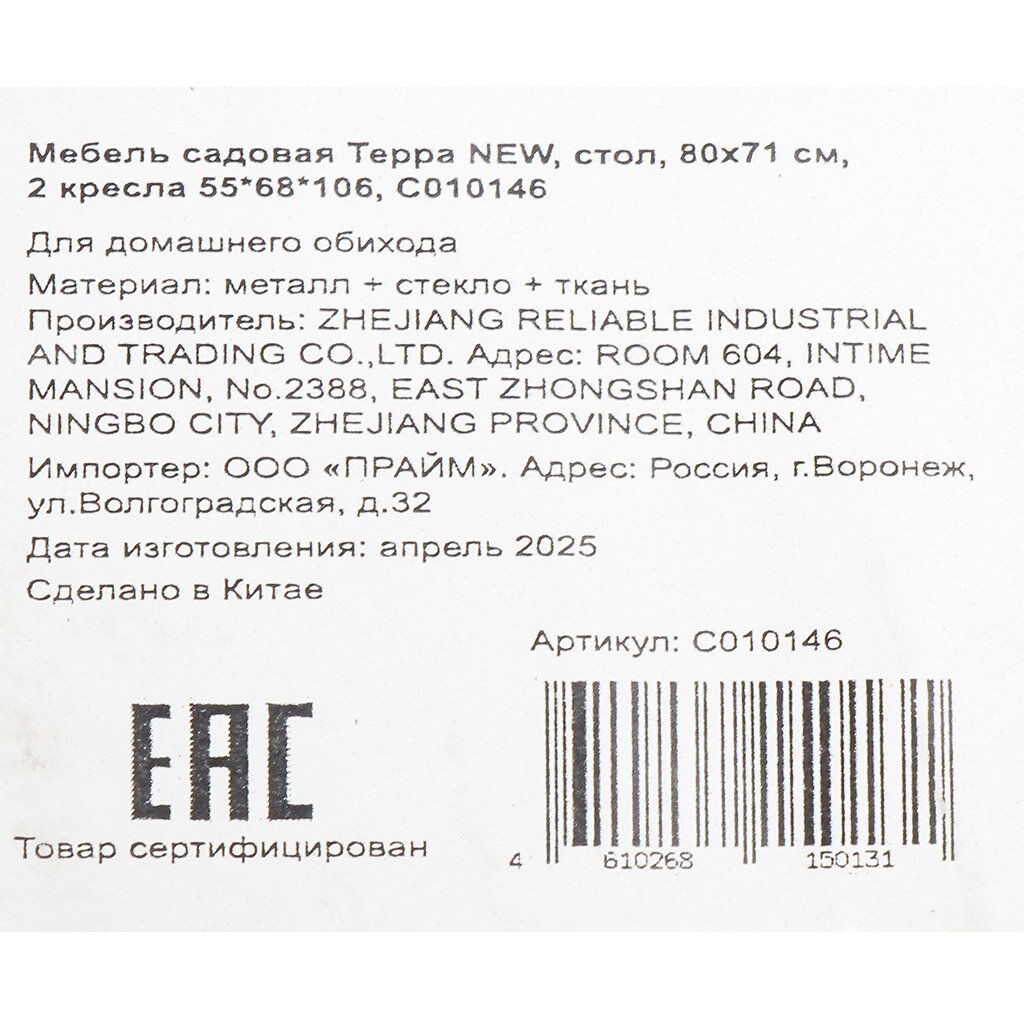 Мебель садовая Терра NEW, стол, 80х71 см,
2 кресла 55*68*106, С010146
Для домашнего обихода
Материал: металл + стекло + ткань
Производитель: ZHEJIANG RELIABLE INDUSTRIAL
AND TRADING CO.,LTD. Адрес: ROOM 604, INTIME
MANSION, No.2388, EAST ZHONGSHAN ROAD,
NINGBO CITY, ZHEJIANG PROVINCE, CHINA
Импортер: ООО «ПРАЙМ». Адрес: Россия, г.Воронеж,
ул.Волгоградская, д.32
Дата изготовления: апрель 2025
Сделано в Китае
Артикул: С010146
ЕАС
Товар сертифицирован
4 610268 150131